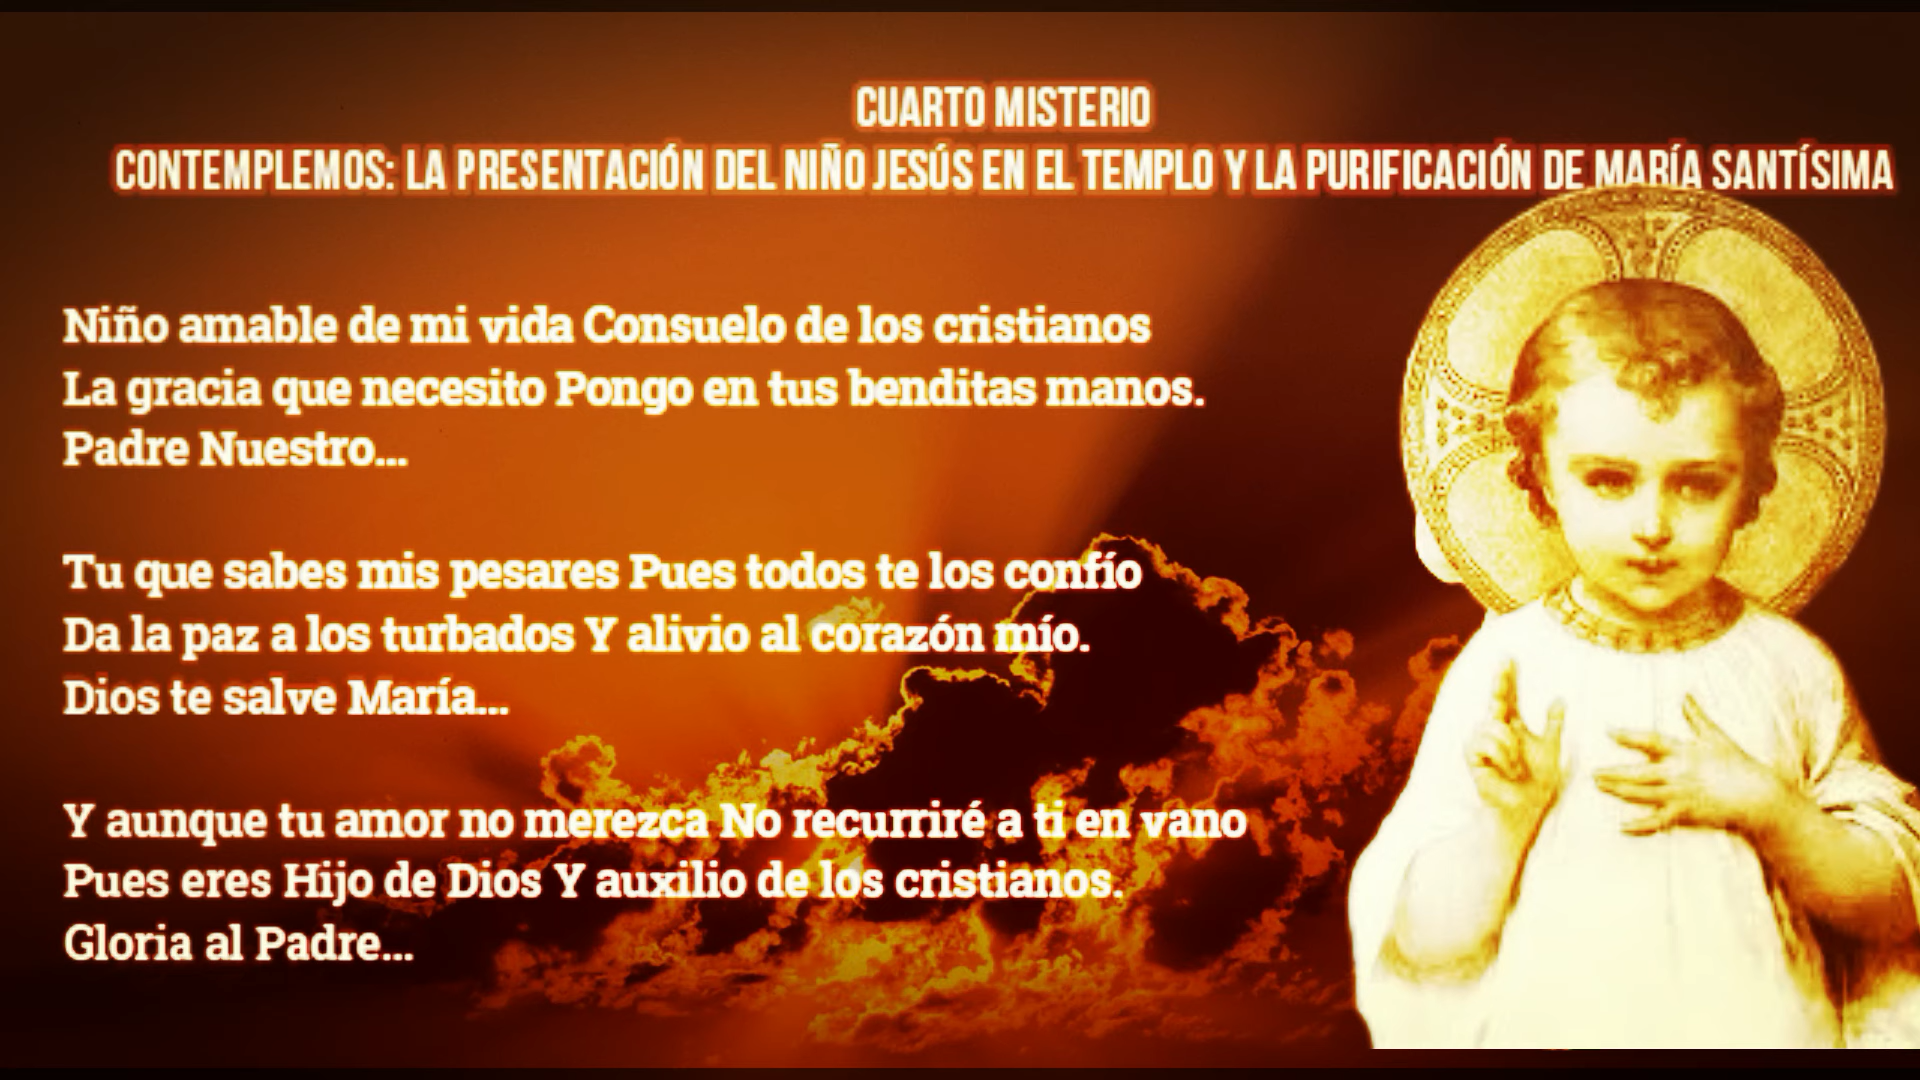 CUARTO MISTERIO
CONTEMPLEMOS: LA PRESENTACIÓN DEL NIÑO JESÚS EN EL TEMPLO Y LA PURIFICACIÓN DE MARÍA SANTÍSIMA
Niño amable de mi vida Consuelo de los cristianos
La gracia que necesito Pongo en tus benditas manos.
Padre Nuestro...
Tu que sabes mis pesares Pues todos te los confío
Da la paz a los turbados Y alivio al corazón mío.
Dios te salve María...
Y aunque tu amor no merezca No recurriré a ti en vano
Pues eres Hijo de Dios Y auxilio de los cristianos.
Gloria al Padre...